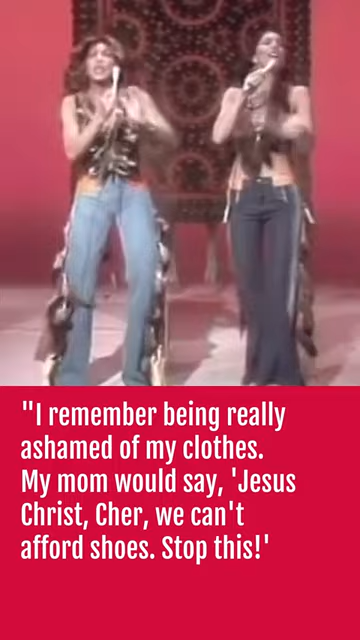 "I remember being really
ashamed of my clothes.
My mom would say, 'Jesus
Christ, Cher, we can't
afford shoes. Stop this!'